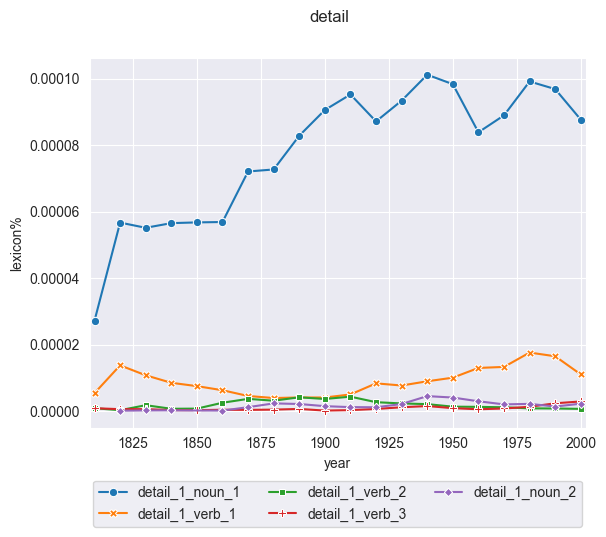 detail
0.00010
0.00008
0.00006
0.00004
0.00002
0.00000
lexicon%
1825 1850 1875 1900 1925 1950 1975 2000
year
detail_1_noun_1 detail_1_verb_2 detail_1_noun_2
detail_1_verb_1 detail_1_verb_3